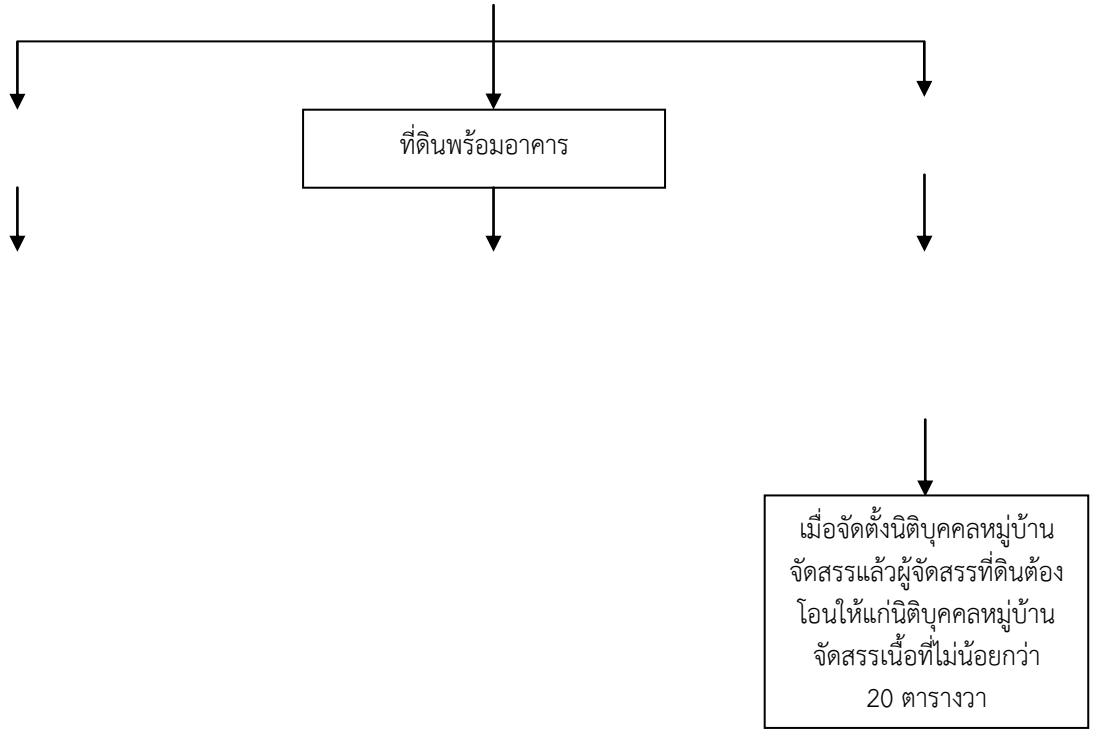 ที่ดินพร้อมอาคาร
เมื่อจัดตั้งนิติบุคคลหมู่บ้าน
จัดสรรแล้วผู้จัดสรรที่ดินต้อง
โอนให้แก่นิติบุคคลหมู่บ้าน
จัดสรรเนื้อที่ไม่น้อยกว่า
20 ตารางวา